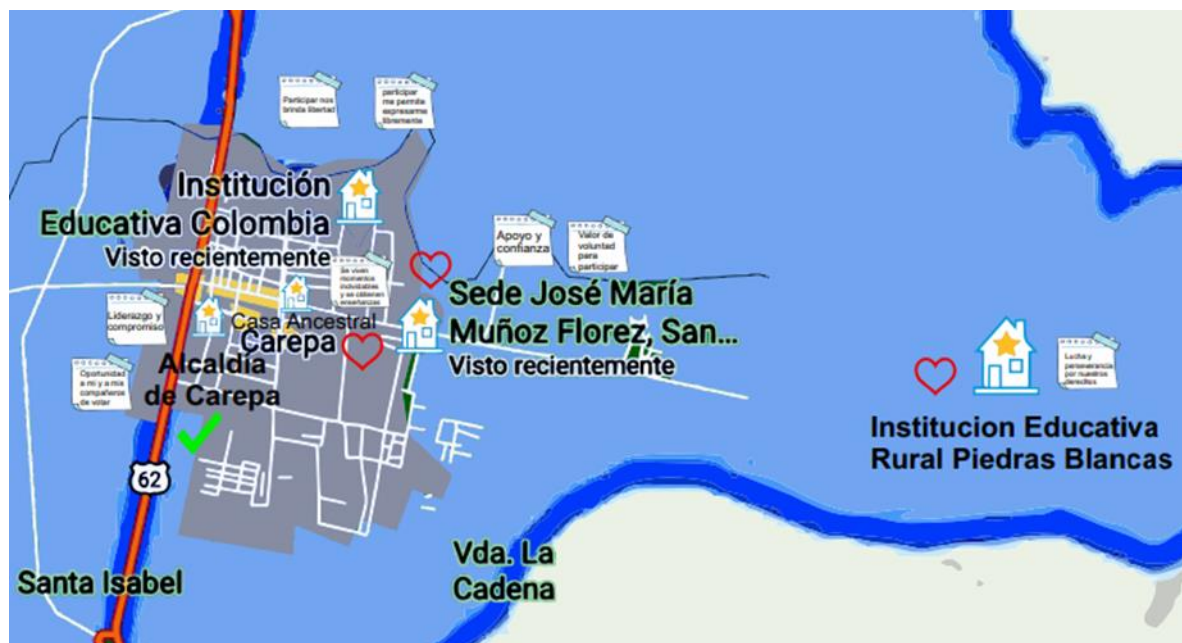 Participar nos
brinda libertad
participar
me permite
expresarme
libremente
Institución
Educativa Colombia
Visto recientemente
Apoyo y
confianza
Valor de
voluntad
para
participar
Se viven
momentos
inolvidables
y se obtienen
enseñanzas
Sede José María
Muñoz Florez, San...
Visto recientemente
Liderazgo y
compromiso
Casa Ancestral
Carepa
Alcaldía
de Carepa
Oportunidad
a mi y a mis
compañeros
de votar
Lucha y
perseverancia
por nuestros
derechos
Institucion Educativa
Rural Piedras Blancas
62
Vda. La
Cadena
Santa Isabel